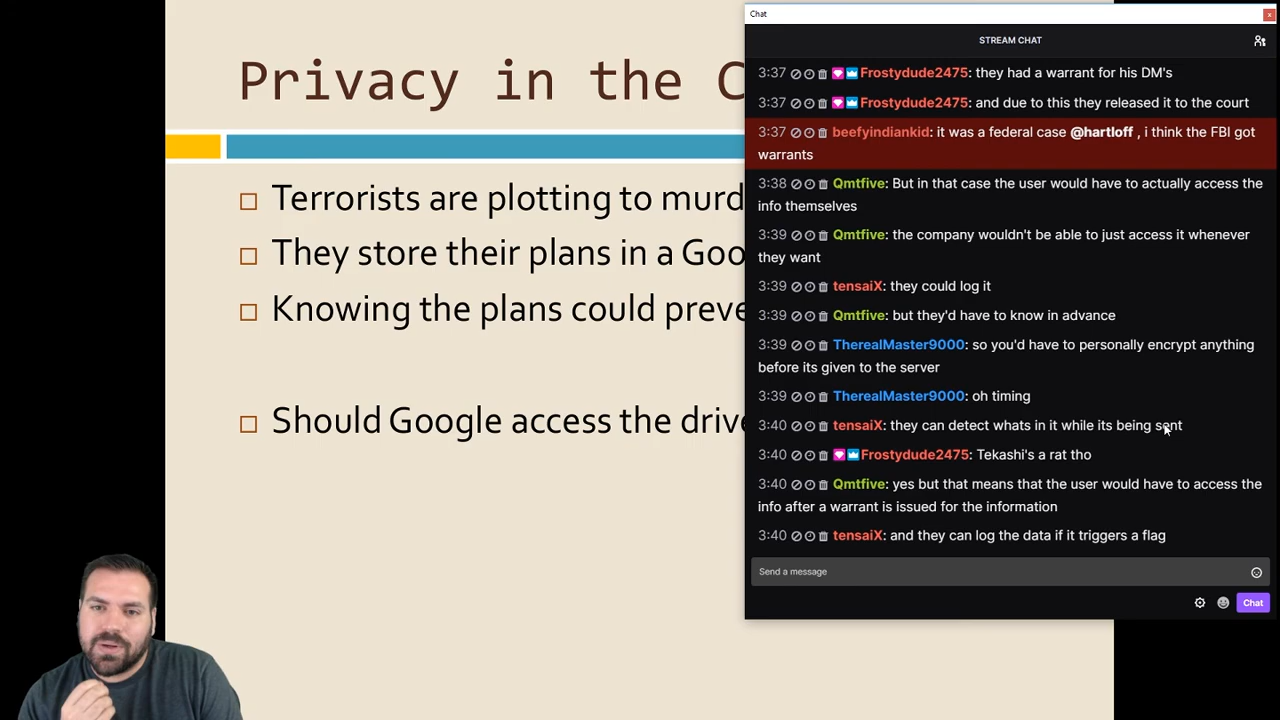 Privacy in the C
Terrorists are plotting to murd
They store their plans in a Goo
Knowing the plans could preve
Should Google access the drive
Chat
STREAM CHAT
3:37 Frostydude2475: they had a warrant for his DM's
3:37 Frostydude2475: and due to this they released it to the court
3:37 beefyindiankid: it was a federal case @hartloff , i think the FBI got
warrants
3:38 Qmtfive: But in that case the user would have to actually access the
info themselves
3:39 Qmtfive: the company wouldn't be able to just access it whenever
they want
3:39 tensaiX: they could log it
3:39 Qmtfive: but they'd have to know in advance
3:39 TherealMaster9000: so you'd have to personally encrypt anything
before its given to the server
3:39 TherealMaster9000: oh timing
3:40 tensaiX: they can detect whats in it while its being sent
3:40 Frostydude2475: Tekashi's a rat tho
3:40 Qmtfive: yes but that means that the user would have to access the
info after a warrant is issued for the information
3:40 tensaiX: and they can log the data if it triggers a flag
Send a message
Chat